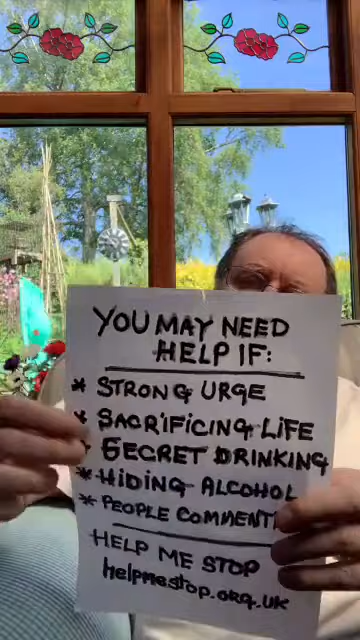 YOU MAY NEED
HELP IF:
* STRONG URGE
* SACRIFICING LIFE
* SECRET DRINKING
* HIDING ALCOHOL
* PEOPLE COMMENT
HELP ME STOP
helpmestop.org.uk